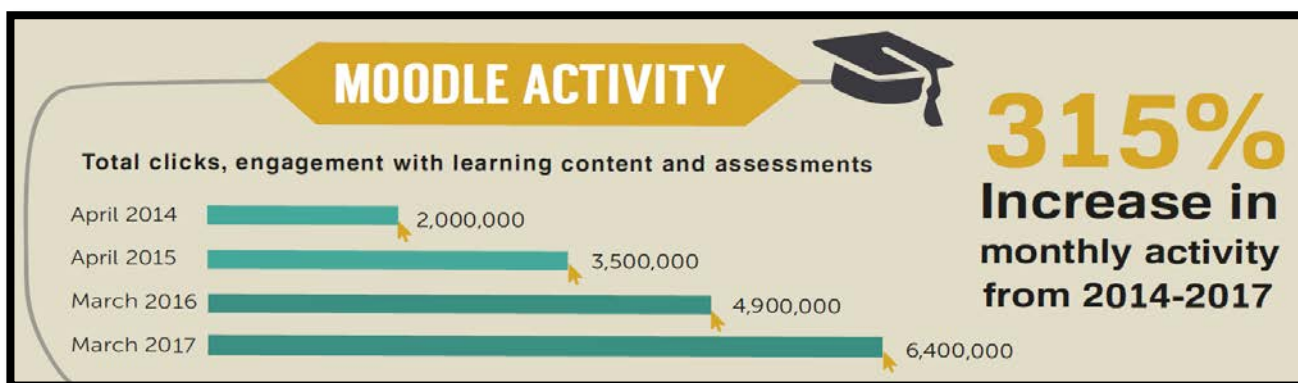 MOODLE ACTIVITY
Total clicks, engagement with learning content and assessments
April 2014 2,000,000
April 2015 3,500,000
March 2016 4,900,000
March 2017 6,400,000
315%
Increase in
monthly activity
from 2014-2017